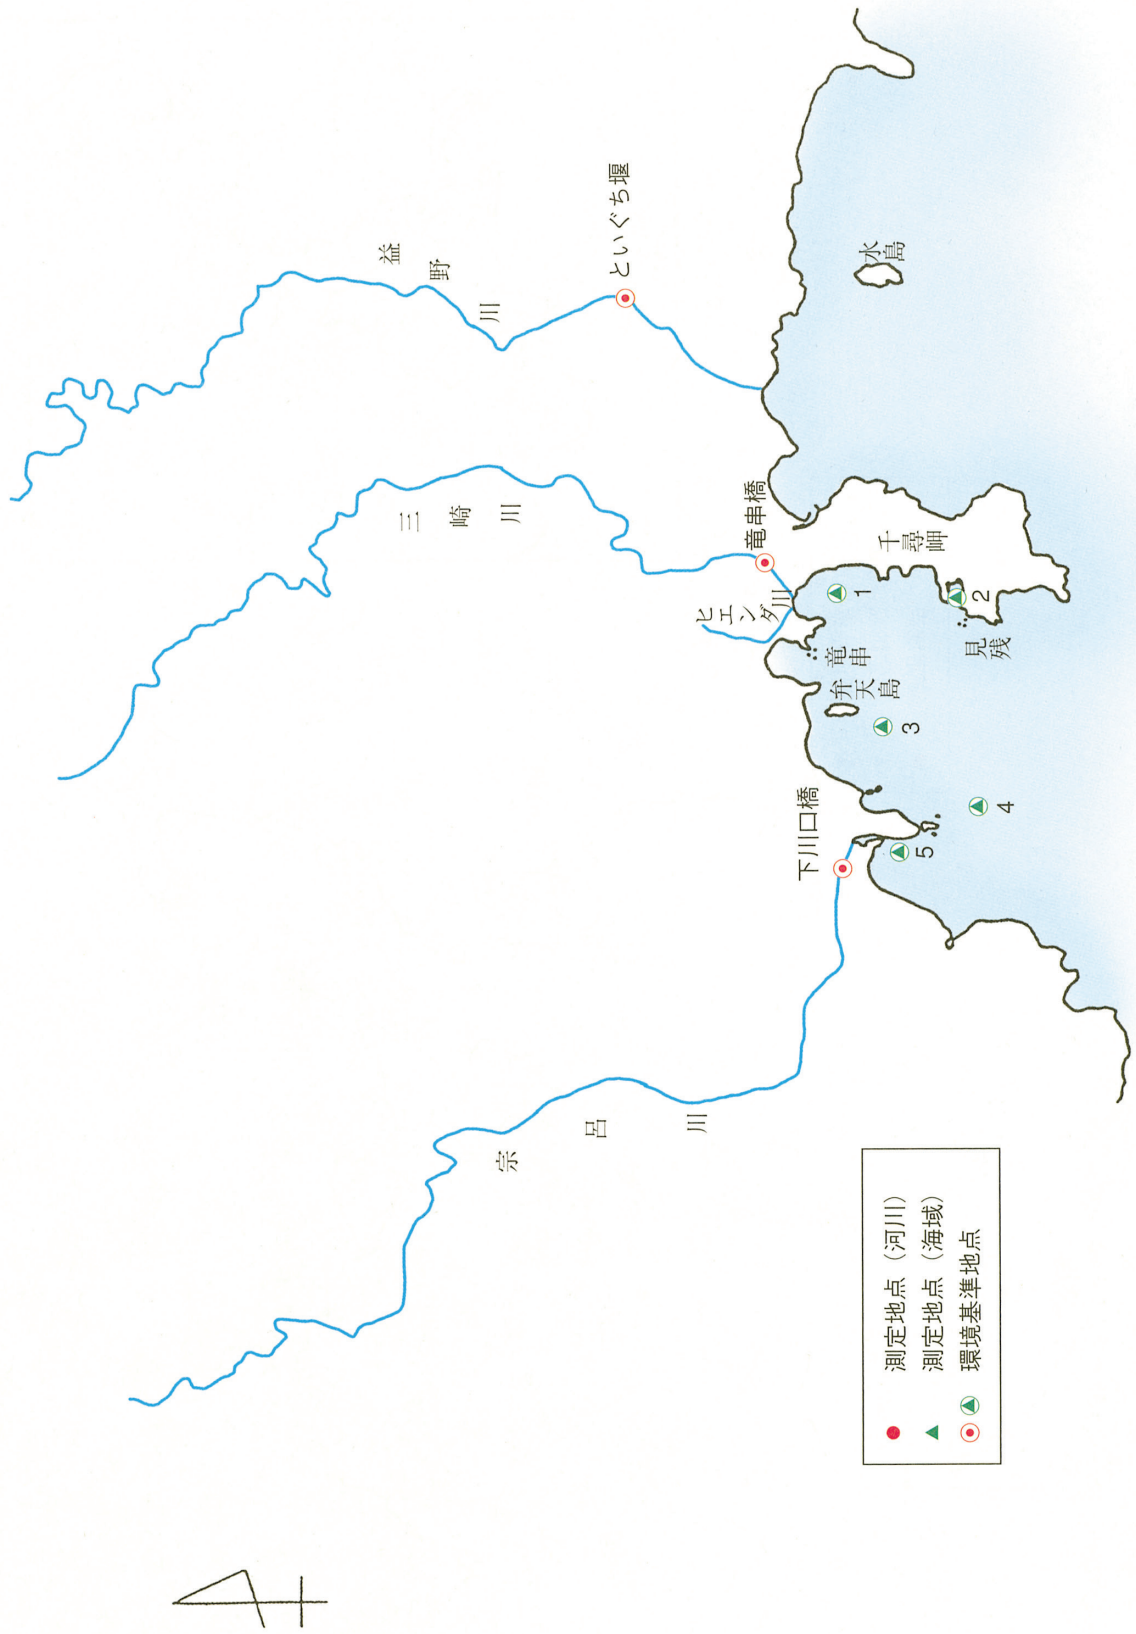 宗呂川
下川口橋
三崎川
竜串橋
ヒエンダ川
益野川
といぐち堰
水島
千尋岬
見残
竜串
弁天島
1
2
3
4
5
測定地点（河川）
測定地点（海域）
環境基準地点